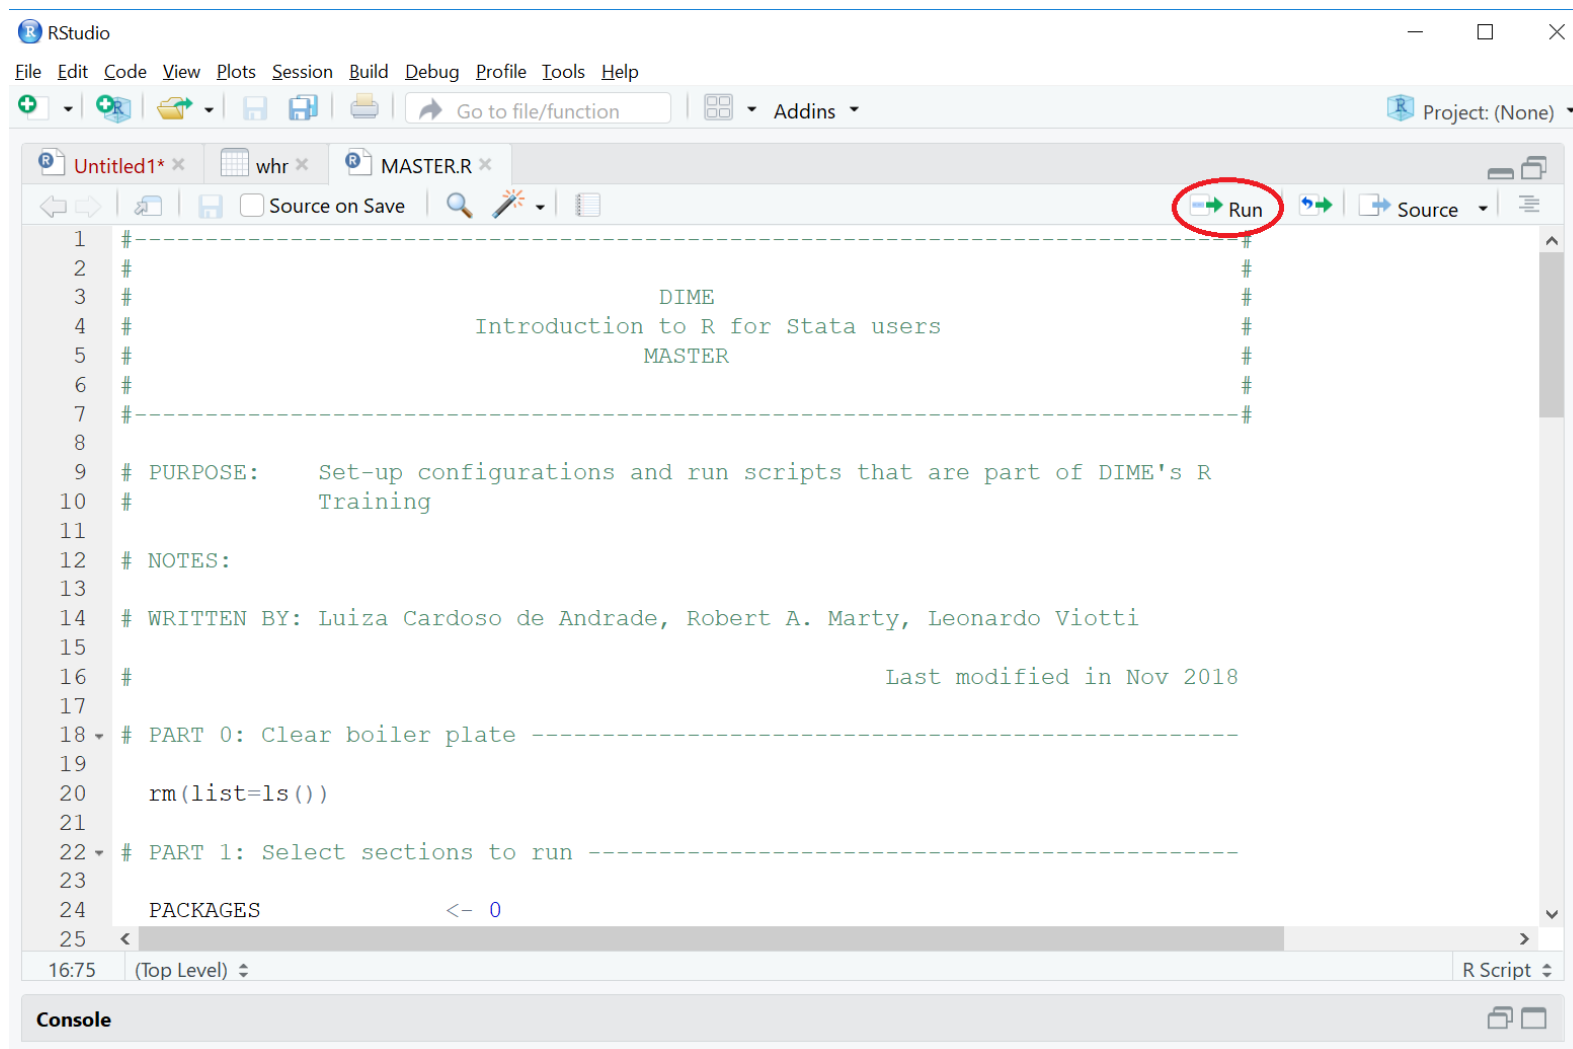 RStudio
File Edit Code View Plots Session Build Debug Profile Tools Help
Go to file/function Addins Project: (None)
Untitled1* × whr × MASTER.R ×
Source on Save Run Source
1 #------------------------------------------------------------------------------#
2 # #
3 # DIME #
4 # Introduction to R for Stata users #
5 # MASTER #
6 # #
7 #------------------------------------------------------------------------------#
8
9 # PURPOSE: Set-up configurations and run scripts that are part of DIME's R
10 # Training
11
12 # NOTES:
13
14 # WRITTEN BY: Luiza Cardoso de Andrade, Robert A. Marty, Leonardo Viotti
15
16 # Last modified in Nov 2018
17
18 # PART 0: Clear boiler plate --------------------------------------------------
19
20 rm(list=ls())
21
22 # PART 1: Select sections to run ----------------------------------------------
23
24 PACKAGES <- 0
25
16:75 (Top Level) R Script
Console